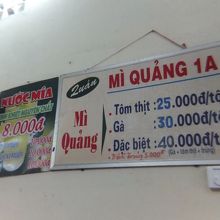 NƯỚC MÍA
8.000đ
Quán
Mì
Quảng
MÌ QUẢNG 1A
• Tôm thịt: 25.000đ/tô
• Gà : 30.000đ/tô
• Đặc biệt: 40.000đ/tô